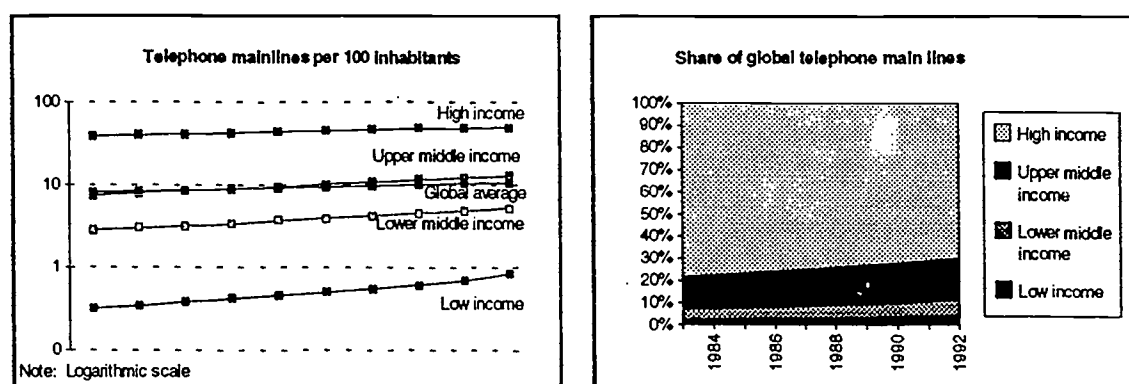 Telephone mainlines per 100 inhabitants
100
High income
Upper middle income
10
Global average
Lower middle income
1
Low income
0
Note: Logarithmic scale
Share of global telephone main lines
100%
90%
80%
70%
60%
50%
40%
30%
20%
10%
0%
1984
1986
1988
1990
1992
High income
Upper middle
income
Lower middle
income
Low income